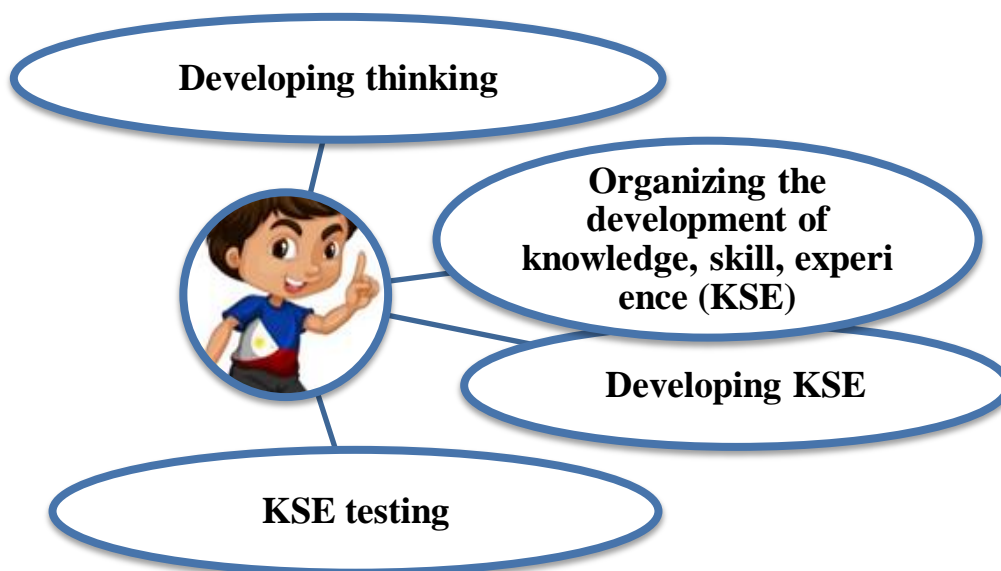 Developing thinking
Organizing the
development of
knowledge, skill, experi
ence (KSE)
Developing KSE
KSE testing